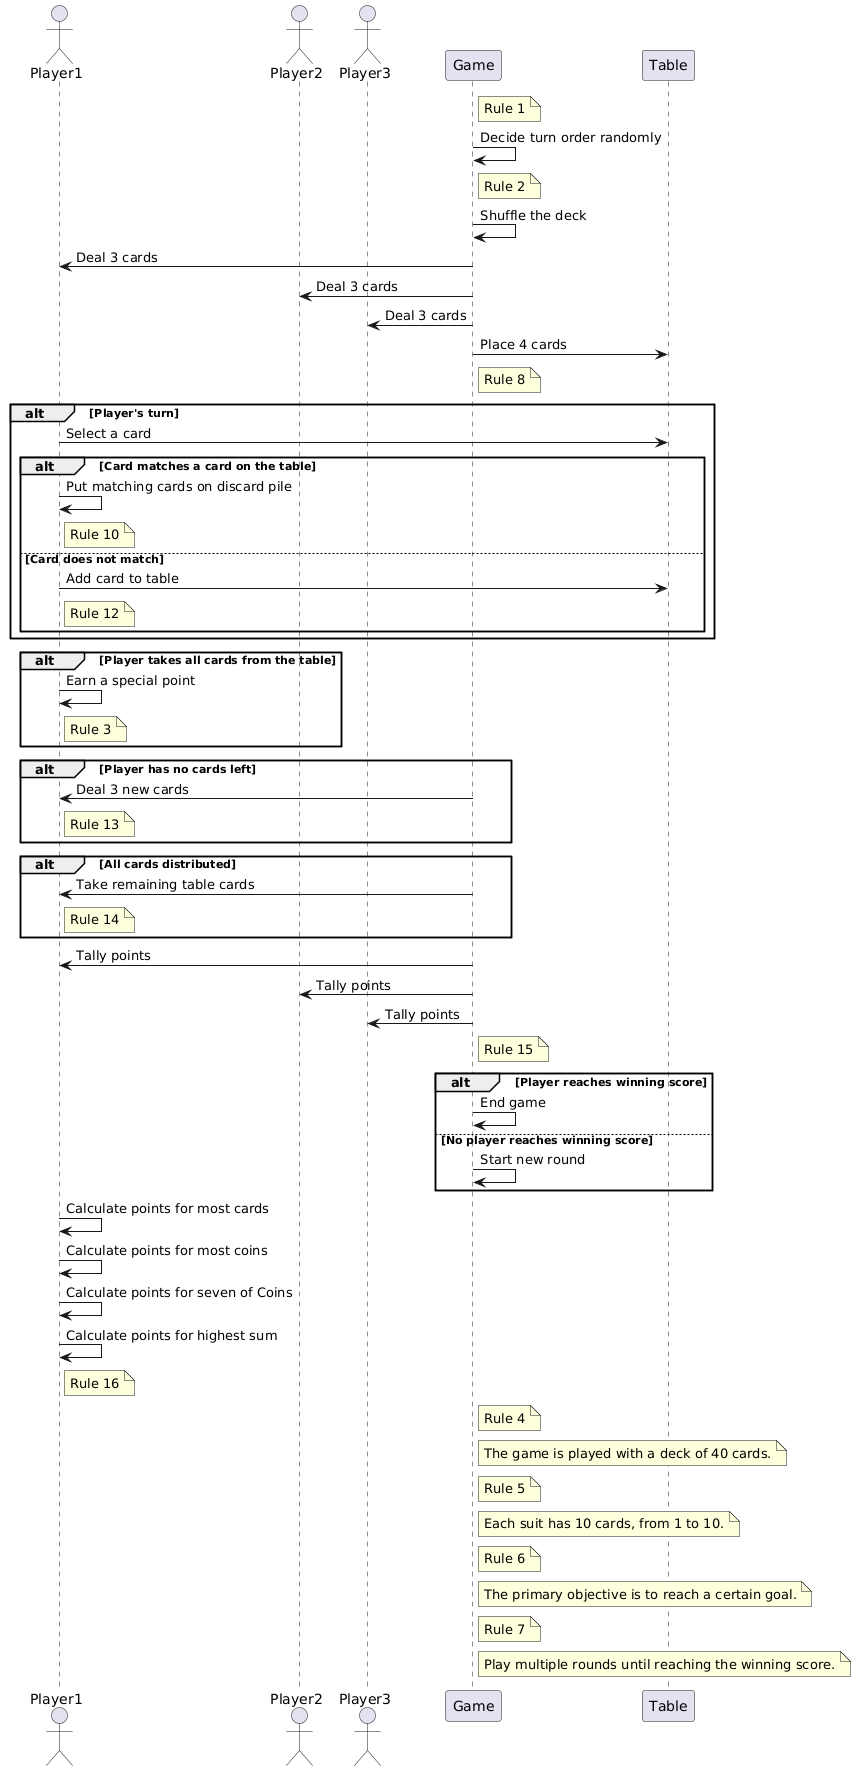 Player1
Player2
Player3
Game
Table
Rule 1
Decide turn order randomly
Rule 2
Shuffle the deck
Deal 3 cards
Deal 3 cards
Deal 3 cards
Place 4 cards
Rule 8
alt [Player's turn]
Select a card
alt [Card matches a card on the table]
Put matching cards on discard pile
Rule 10
[Card does not match]
Add card to table
Rule 12
alt [Player takes all cards from the table]
Earn a special point
Rule 3
alt [Player has no cards left]
Deal 3 new cards
Rule 13
alt [All cards distributed]
Take remaining table cards
Rule 14
Tally points
Tally points
Tally points
Rule 15
alt [Player reaches winning score]
End game
[No player reaches winning score]
Start new round
Calculate points for most cards
Calculate points for most coins
Calculate points for seven of Coins
Calculate points for highest sum
Rule 16
Rule 4
The game is played with a deck of 40 cards.
Rule 5
Each suit has 10 cards, from 1 to 10.
Rule 6
The primary objective is to reach a certain goal.
Rule 7
Play multiple rounds until reaching the winning score.
Player1
Player2
Player3
Game
Table